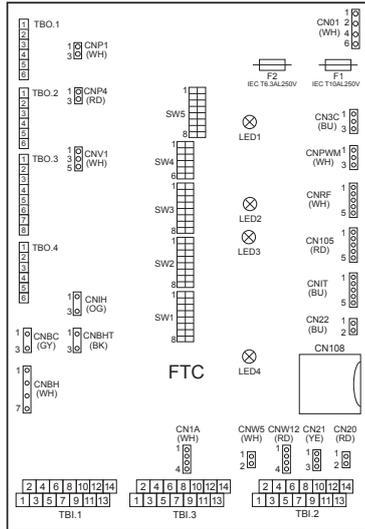 TBO.1
1
2
3
4
5
6
CNP1
(WH)
1
3
CN01
(WH)
1
2
4
6
F2
IEC T6.3AL250V
F1
IEC T10AL250V
TBO.2
1
2
3
4
5
6
CNP4
(RD)
1
3
SW5
1
8
LED1
CN3C
(BU)
1
3
TBO.3
1
2
3
4
5
6
7
8
CNV1
(WH)
1
3
5
SW4
1
6
CNPWM
(WH)
1
3
SW3
1
8
LED2
CNRF
(WH)
1
5
TBO.4
1
2
3
4
5
6
SW2
1
8
LED3
CN105
(RD)
1
5
CNIT
(BU)
1
5
CNIH
(OG)
1
3
SW1
1
8
CN22
(BU)
1
2
CNBC
(GY)
1
3
CNBHT
(BK)
1
3
LED4
CN108
FTC
CNBH
(WH)
1
7
CN1A
(WH)
1
4
CNW5
(WH)
1
2
CNW12
(RD)
1
4
CN21
(YE)
1
3
CN20
(RD)
1
2
2 4 6 8 10 12 14
1 3 5 7 9 11 13
TBI.1
2 4 6 8 10 12 14
1 3 5 7 9 11 13
TBI.3
2 4 6 8 10 12 14
1 3 5 7 9 11 13
TBI.2